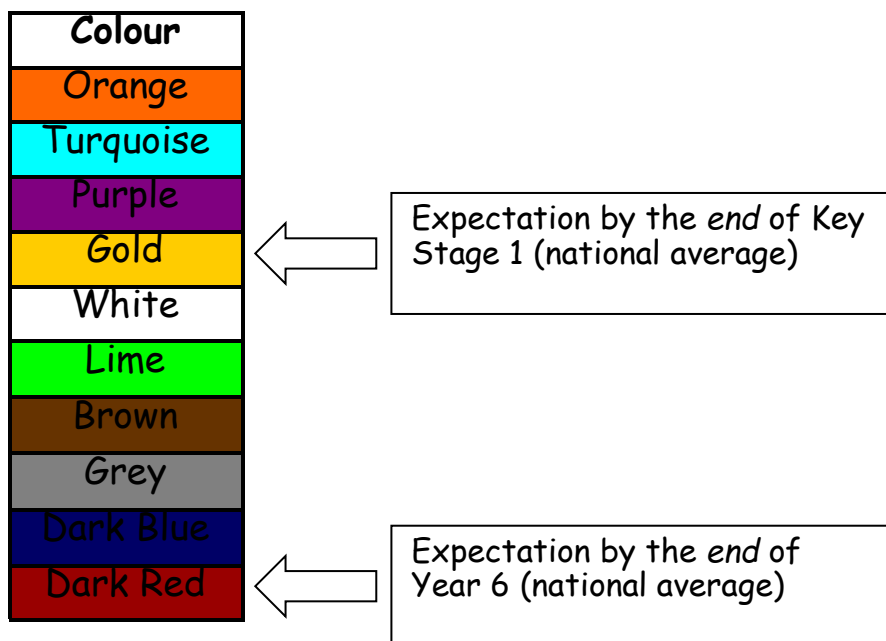 Colour
Orange
Turquoise
Purple
Gold
White
Lime
Brown
Grey
Dark Blue
Dark Red
Expectation by the end of Key
Stage 1 (national average)
Expectation by the end of
Year 6 (national average)